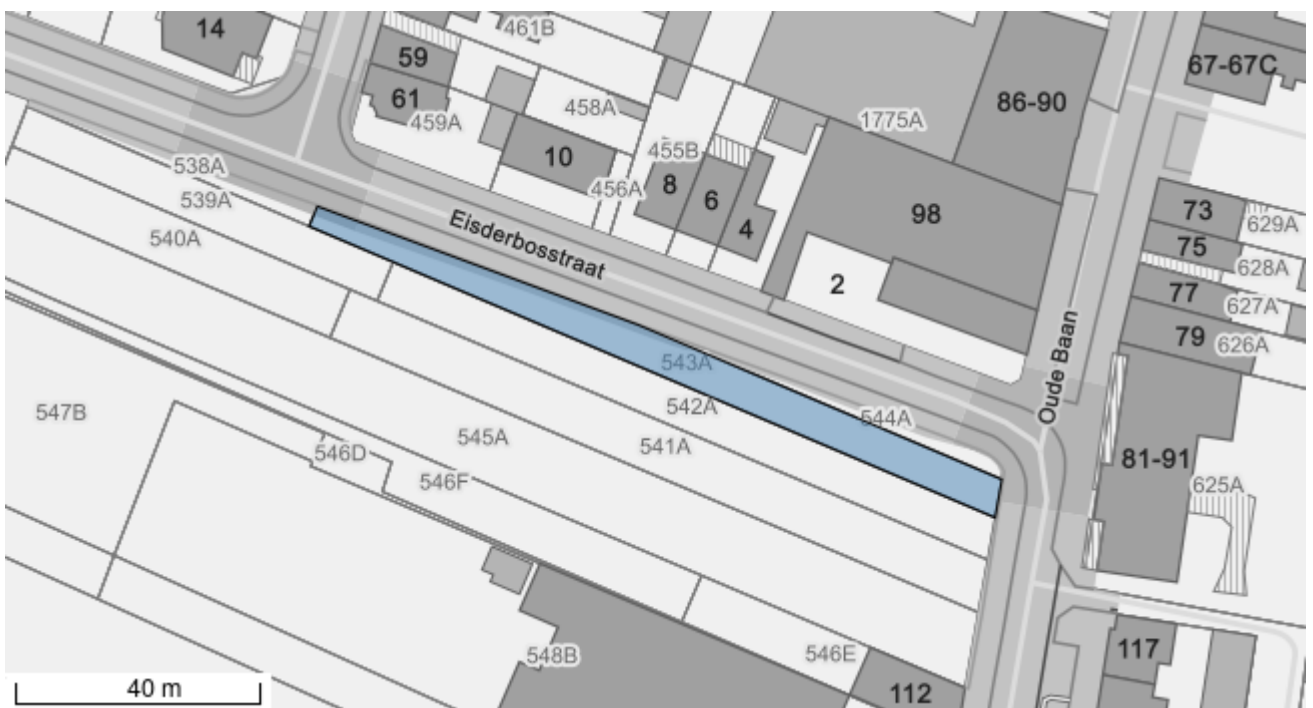 14
461B
59
67-67C
61
459A
458A
86-90
1775A
10
455B
538A
456A
8
6
4
539A
98
73
629A
540A
Eisderbosstraat
75
628A
2
77
627A
79
626A
Oude Baan
543A
542A
544A
547B
545A
541A
546D
546F
81-91
625A
548B
546E
117
112
40 m